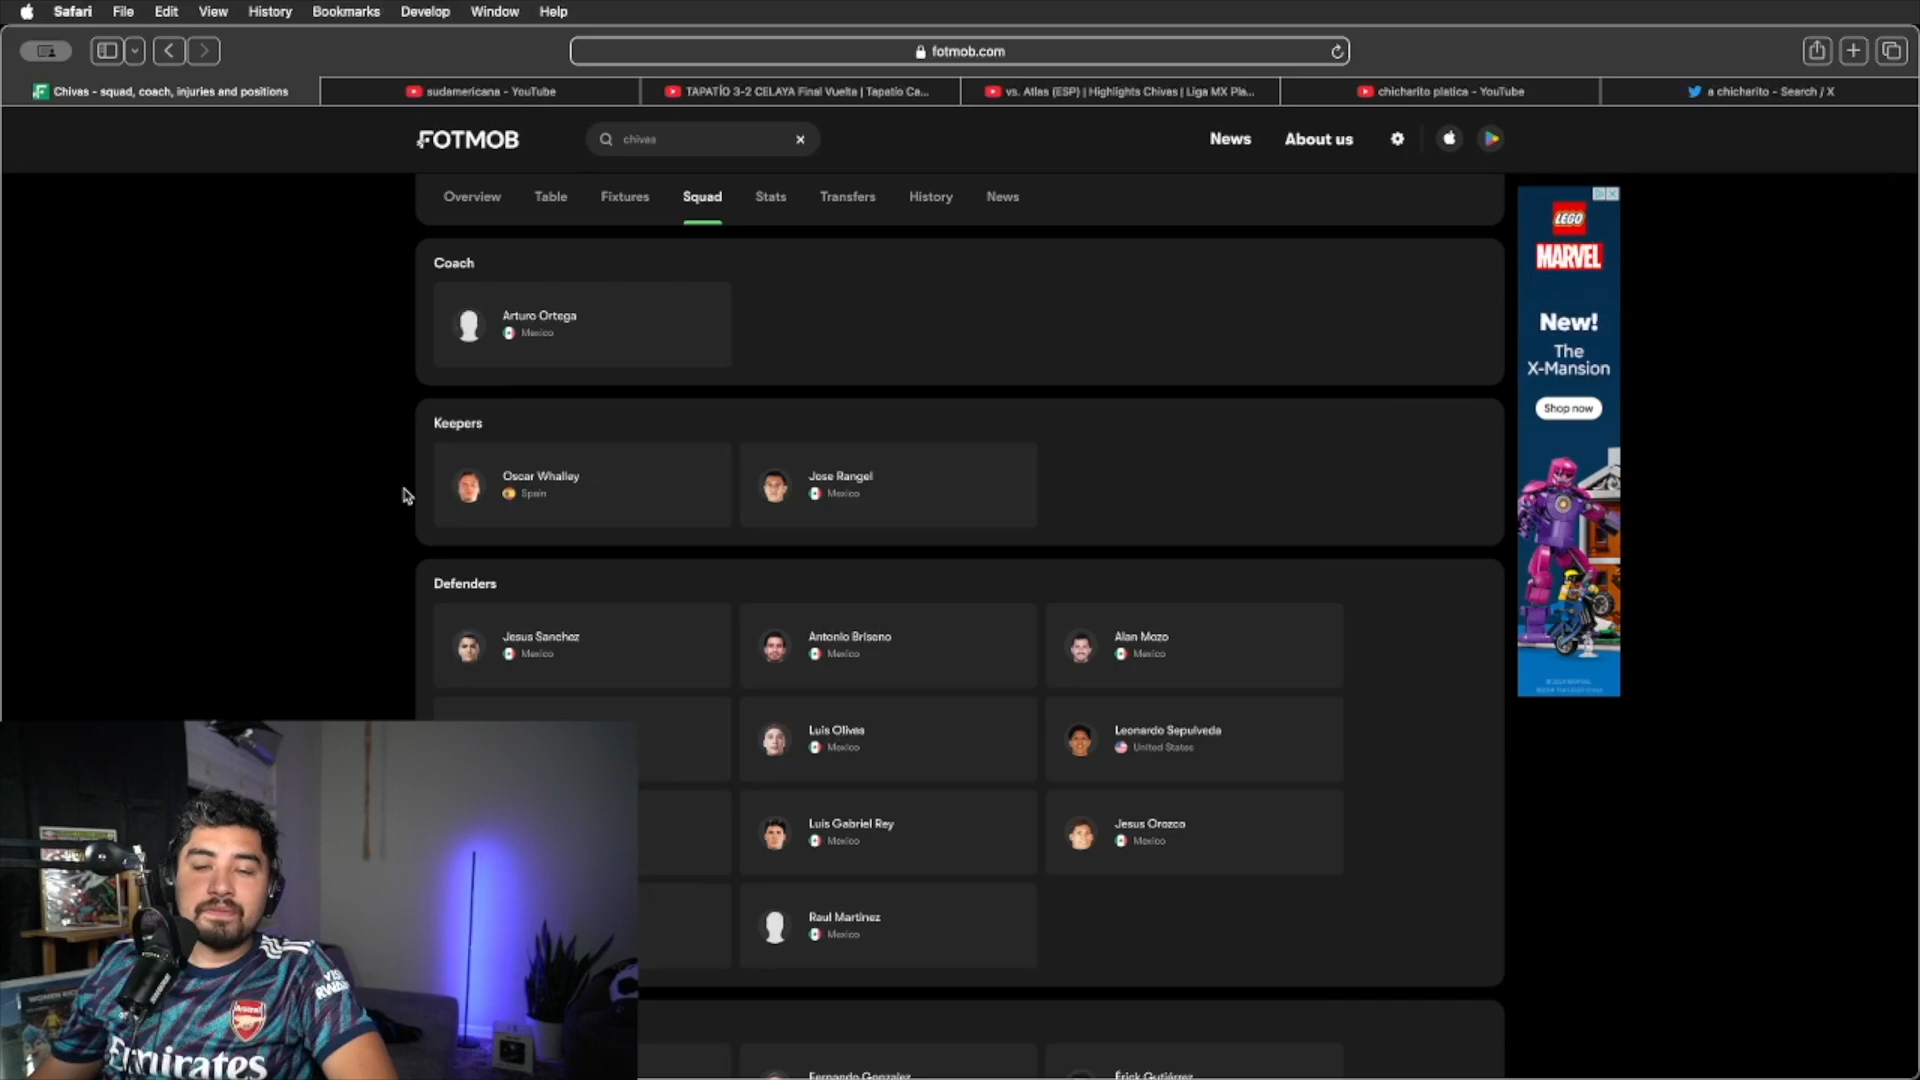 Safari File Edit View History Bookmarks Develop Window Help
fotmob.com
Chivas - squad, coach, injuries and positions
sudamericana - YouTube
TAPATÍO 3-2 CELAYA Final Vuelta | Tapatio Ca...
vs. Atlas (ESP) | Highlights Chivas | Liga MX Pla...
chicharito platica - YouTube
a chicharito - Search / X
FOTMOB
chivas
News
About us
Overview Table Fixtures Squad Stats Transfers History News
Coach
Arturo Ortega
Mexico
Keepers
Oscar Whalley
Spain
Jose Rangel
Mexico
Defenders
Jesus Sanchez
Mexico
Antonio Briseno
Mexico
Alan Mozo
Mexico
Luis Olivas
Mexico
Leonardo Sepulveda
United States
Luis Gabriel Rey
Mexico
Jesus Orozco
Mexico
Raul Martinez
Mexico
Fernando Gonzalez
Érick Gutiérrez
LEGO
MARVEL
New!
The
X-Mansion
Shop now
Arsenal
Emirates